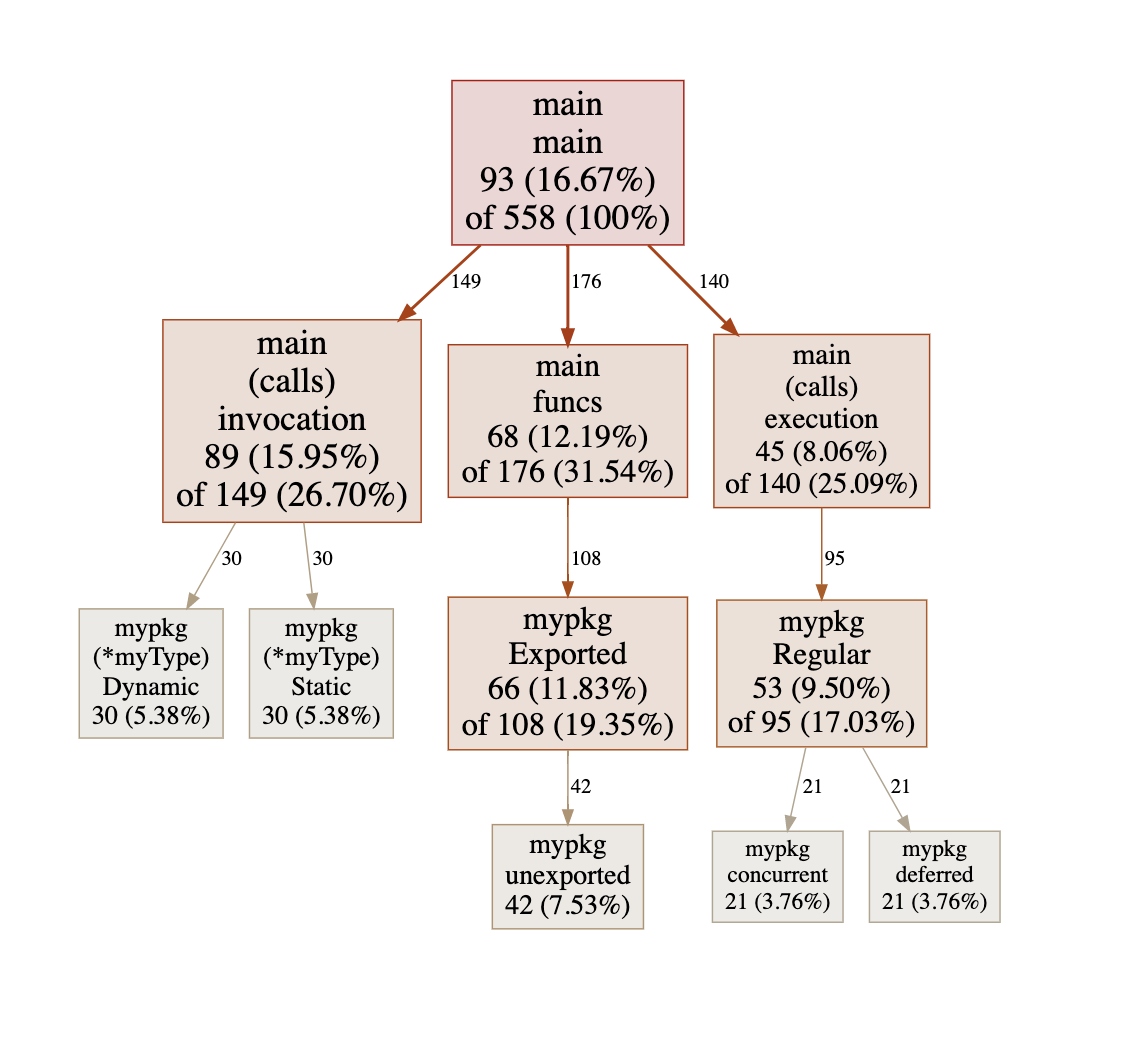 main
main
93 (16.67%)
of 558 (100%)
149
176
140
main
(calls)
invocation
89 (15.95%)
of 149 (26.70%)
main
funcs
68 (12.19%)
of 176 (31.54%)
main
(calls)
execution
45 (8.06%)
of 140 (25.09%)
30
30
108
95
mypkg
(*myType)
Dynamic
30 (5.38%)
mypkg
(*myType)
Static
30 (5.38%)
mypkg
Exported
66 (11.83%)
of 108 (19.35%)
mypkg
Regular
53 (9.50%)
of 95 (17.03%)
42
21
21
mypkg
unexported
42 (7.53%)
mypkg
concurrent
21 (3.76%)
mypkg
deferred
21 (3.76%)